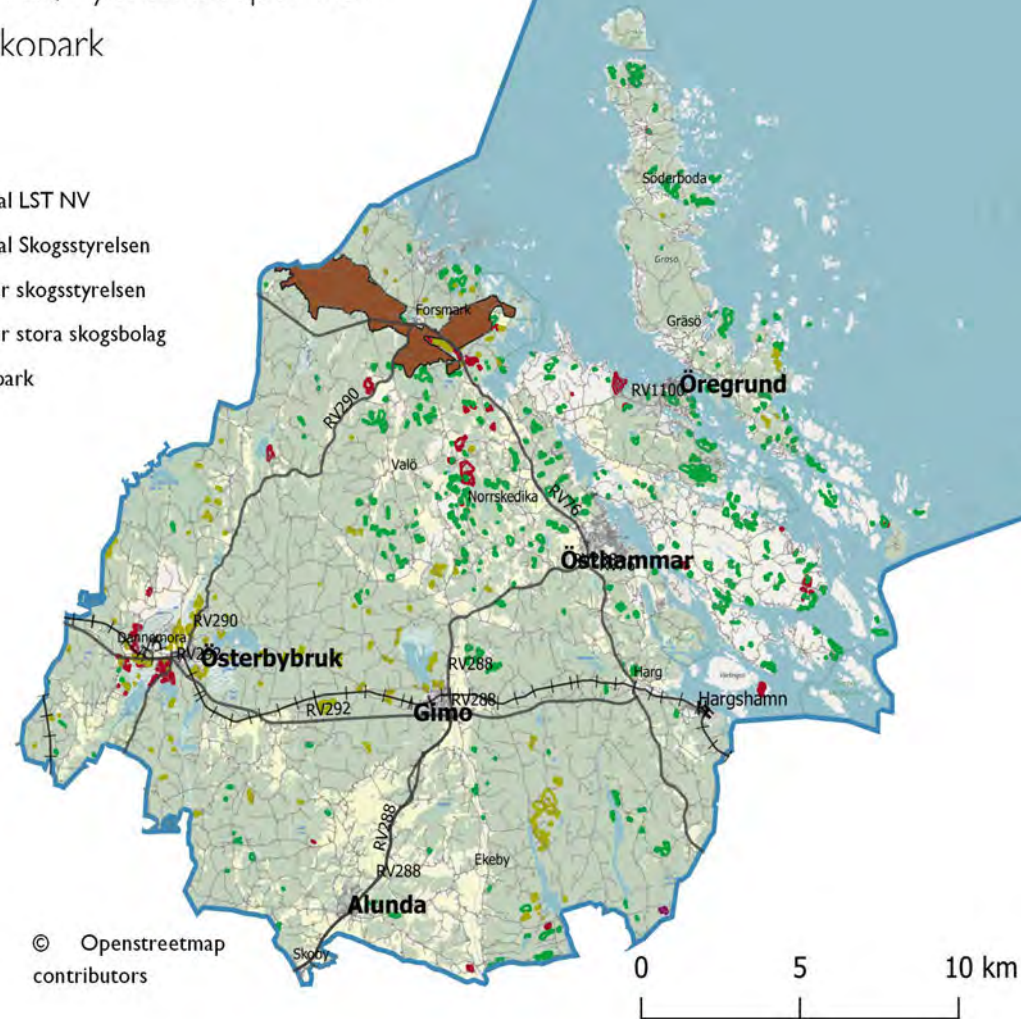 kopark
al LST NV
al Skogsstyrelsen
r skogsstyrelsen
r stora skogsbolag
park
Söderboda
Gräsö
Forsmark
Gräsö
RV1100
Öregrund
RV290
Valö
Norrskedika
RV76
Östhammar
RV290
Dannemora
Österbybruk
RV288
Harg
RV288
Hargshamn
RV292
Gimo
RV288
Ekeby
RV288
Alunda
Skoby
© Openstreetmap
contributors
0 5 10 km